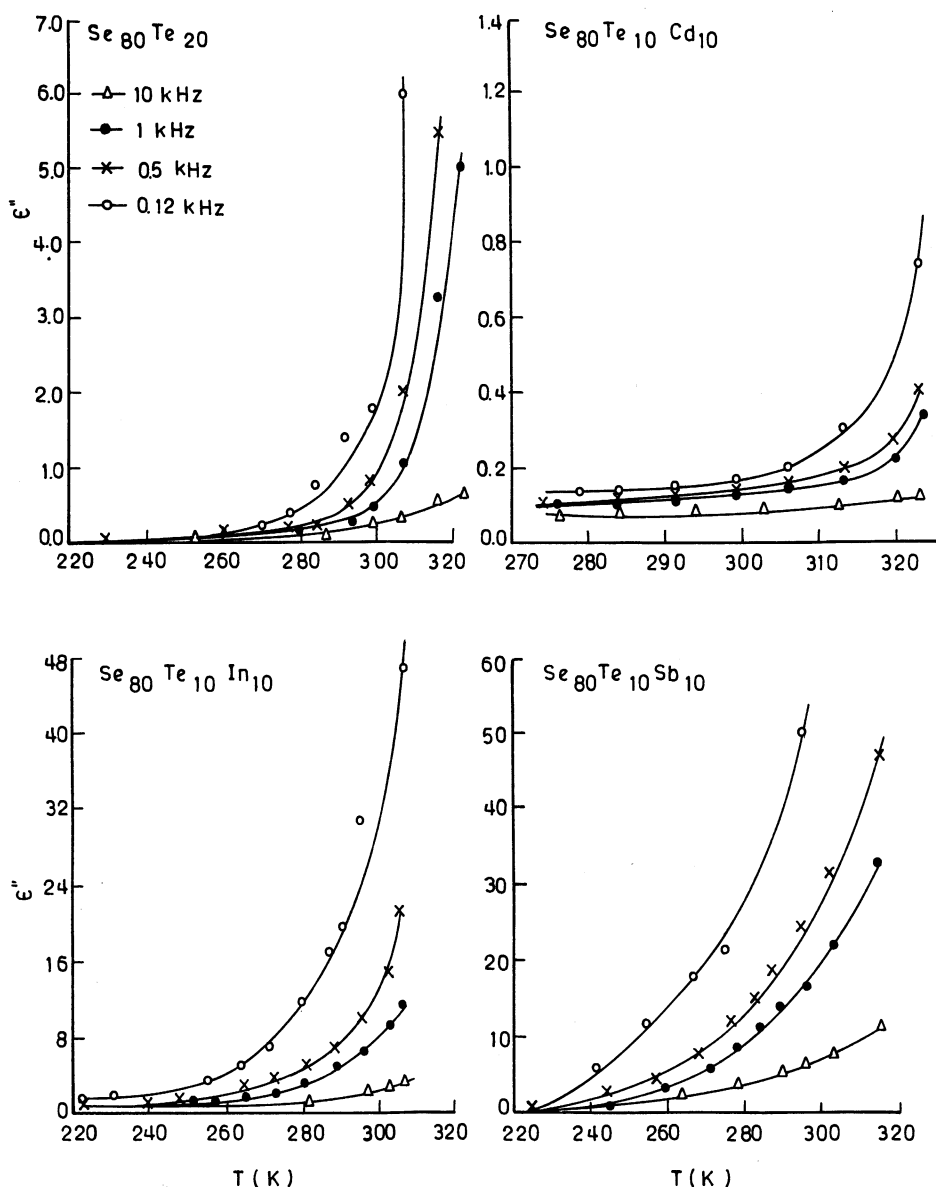 Se80Te20
7.0
6.0
5.0
4.0
3.0
2.0
1.0
0.0
ε"
10 kHz
1 kHz
0.5 kHz
0.12 kHz
220 240 260 280 300 320
Se80Te10Cd10
1.4
1.2
1.0
0.8
0.6
0.4
0.2
0.0
270 280 290 300 310 320
Se80Te10In10
48
40
32
24
16
8
0
ε"
220 240 260 280 300
T (K)
Se80Te10Sb10
60
50
40
30
20
10
0
220 240 260 280 300 320
T (K)